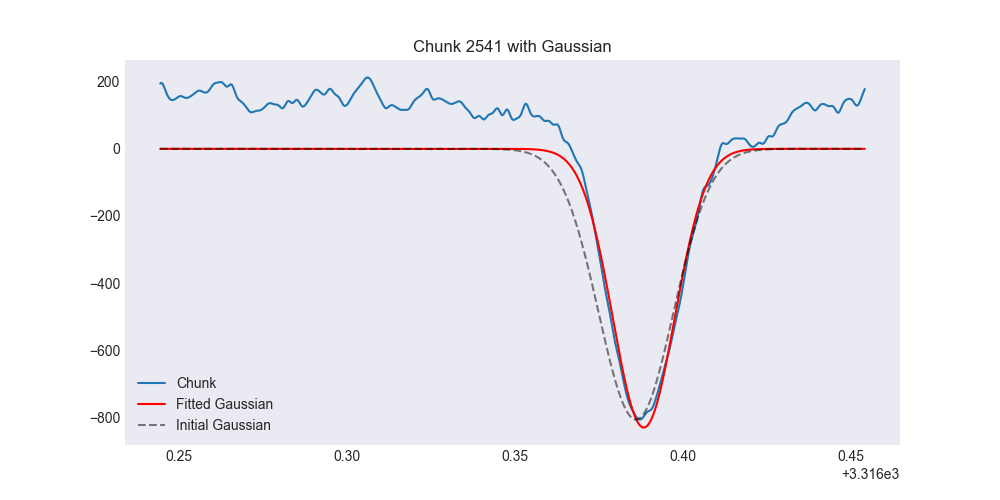 Chunk 2541 with Gaussian
200
0
−200
−400
−600
−800
Chunk
Fitted Gaussian
Initial Gaussian
0.25 0.30 0.35 0.40 0.45
+3.316e3